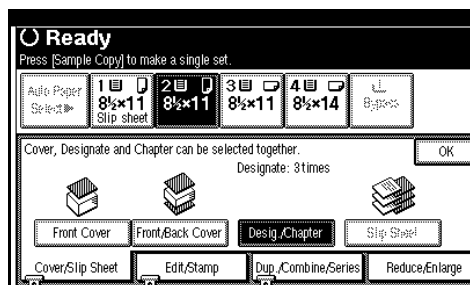 Ready
Press [Sample Copy] to make a single set.
Auto Paper Select▶
1 8½×11 Slip sheet
2 8½×11
3 8½×11
4 8½×14
Bypass
Cover, Designate and Chapter can be selected together.
OK
Designate: 3times
Front Cover
Front/Back Cover
Desig./Chapter
Slip Sheet
Cover/Slip Sheet
Edit/Stamp
Dup./Combine/Series
Reduce/Enlarge